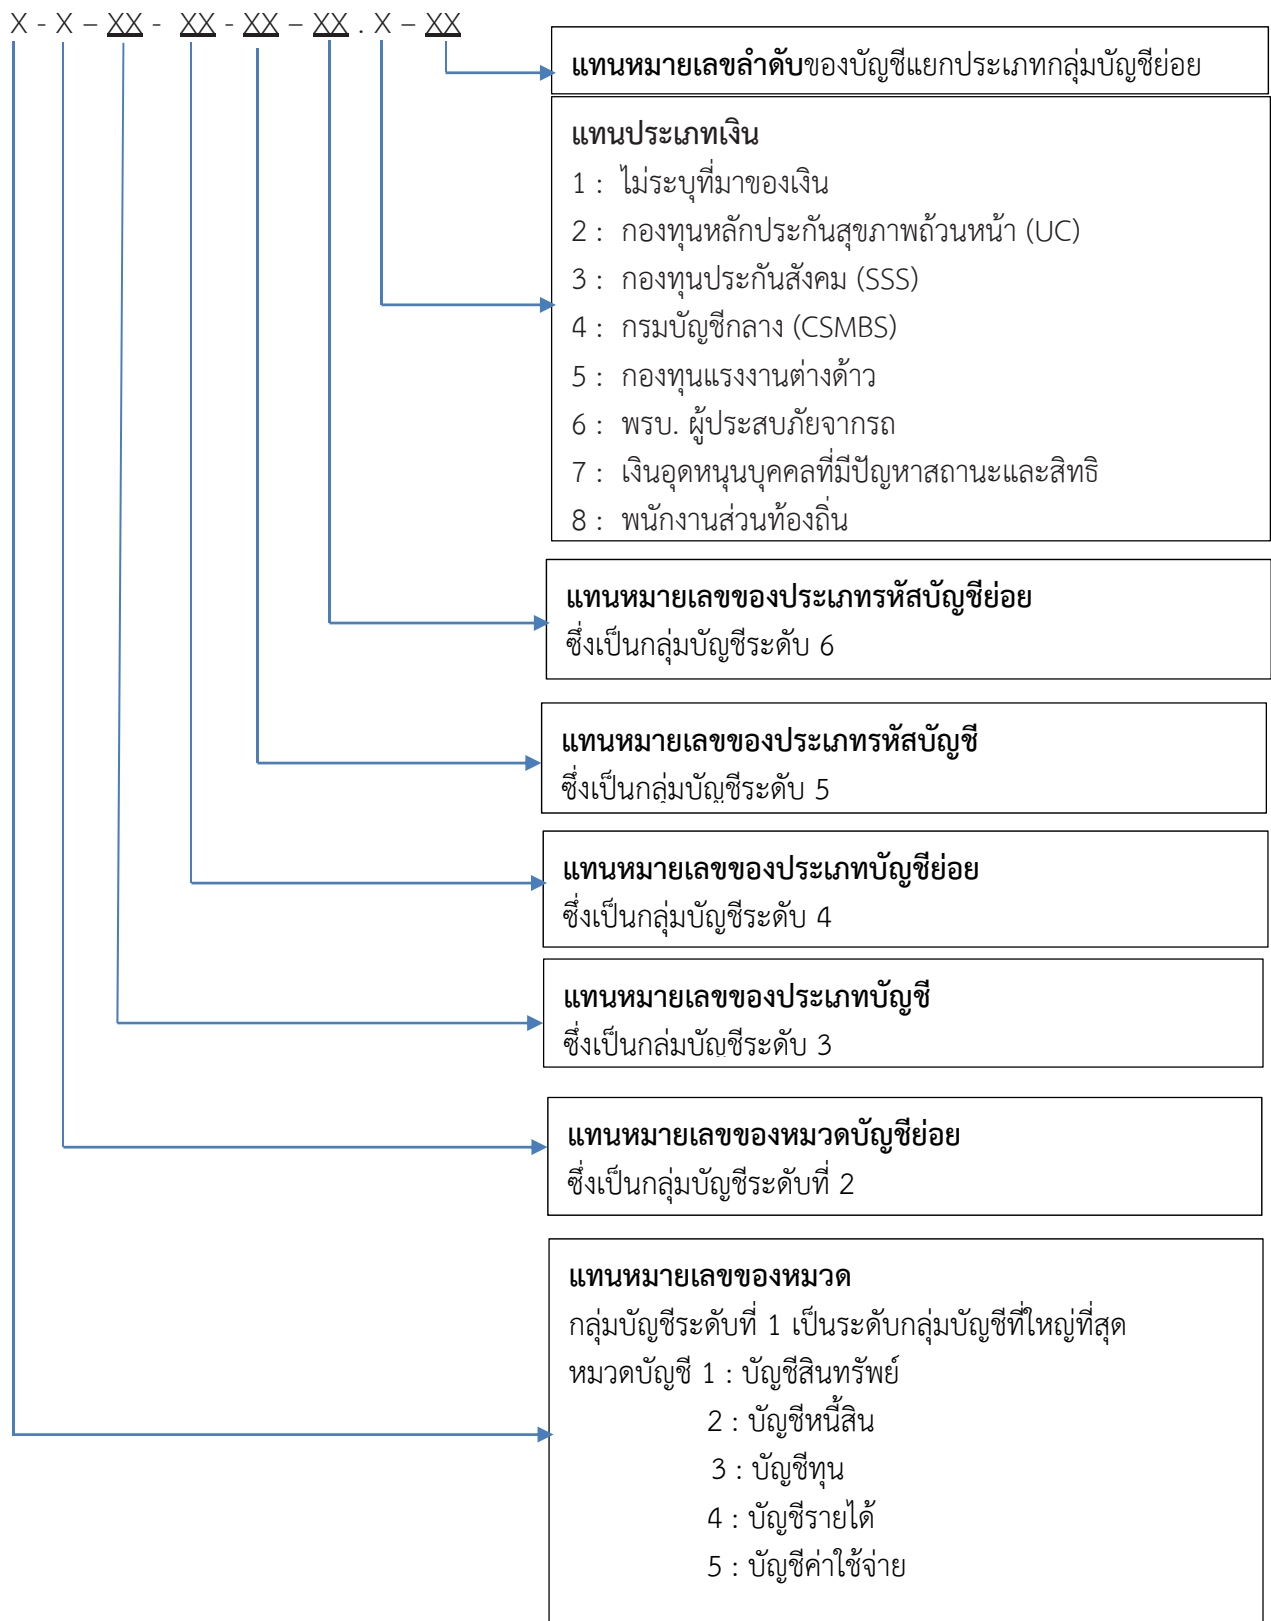 X - X – XX - XX - XX – XX . X – XX
แทนหมายเลขลำดับของบัญชีแยกประเภทกลุ่มบัญชีย่อย
แทนประเภทเงิน
1 : ไม่ระบุที่มาของเงิน
2 : กองทุนหลักประกันสุขภาพถ้วนหน้า (UC)
3 : กองทุนประกันสังคม (SSS)
4 : กรมบัญชีกลาง (CSMBS)
5 : กองทุนแรงงานต่างด้าว
6 : พรบ. ผู้ประสบภัยจากรถ
7 : เงินอุดหนุนบุคคลที่มีปัญหาสถานะและสิทธิ
8 : พนักงานส่วนท้องถิ่น
แทนหมายเลขของประเภทรหัสบัญชีย่อย
ซึ่งเป็นกลุ่มบัญชีระดับ 6
แทนหมายเลขของประเภทรหัสบัญชี
ซึ่งเป็นกลุ่มบัญชีระดับ 5
แทนหมายเลขของประเภทบัญชีย่อย
ซึ่งเป็นกลุ่มบัญชีระดับ 4
แทนหมายเลขของประเภทบัญชี
ซึ่งเป็นกลุ่มบัญชีระดับ 3
แทนหมายเลขของหมวดบัญชีย่อย
ซึ่งเป็นกลุ่มบัญชีระดับที่ 2
แทนหมายเลขของหมวด
กลุ่มบัญชีระดับที่ 1 เป็นระดับกลุ่มบัญชีที่ใหญ่ที่สุด
หมวดบัญชี 1 : บัญชีสินทรัพย์
2 : บัญชีหนี้สิน
3 : บัญชีทุน
4 : บัญชีรายได้
5 : บัญชีค่าใช้จ่าย